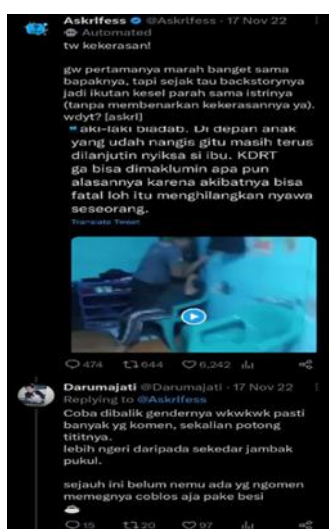 Askrlfess @Askrlfess · 17 Nov 22
Automated
tw kekerasan!
gw pertamanya marah banget sama
bapaknya, tapi sejak tau backstorynya
jadi ikutan kesel parah sama istrinya
(tanpa membenarkan kekerasannya ya).
wdyt? [askrl]
"aki-laki biadab. Di depan anak
yang udah nangis gitu masih terus
dilanjutin nyiksa si ibu. KDRT
ga bisa dimaklumin apa pun
alasannya karena akibatnya bisa
fatal loh itu menghilangkan nyawa
seseorang.
Translate Tweet
474 644 6,242
Darumajati @Darumajati · 17 Nov 22
Replying to @Askrlfess
Coba dibalik gendernya wkwkwk pasti
banyak yg komen, sekalian potong
tititnya.
lebih ngeri daripada sekedar jambak
pukul.
sejauh ini belum nemu ada yg ngomen
memegnya coblos aja pake besi
15 20 97